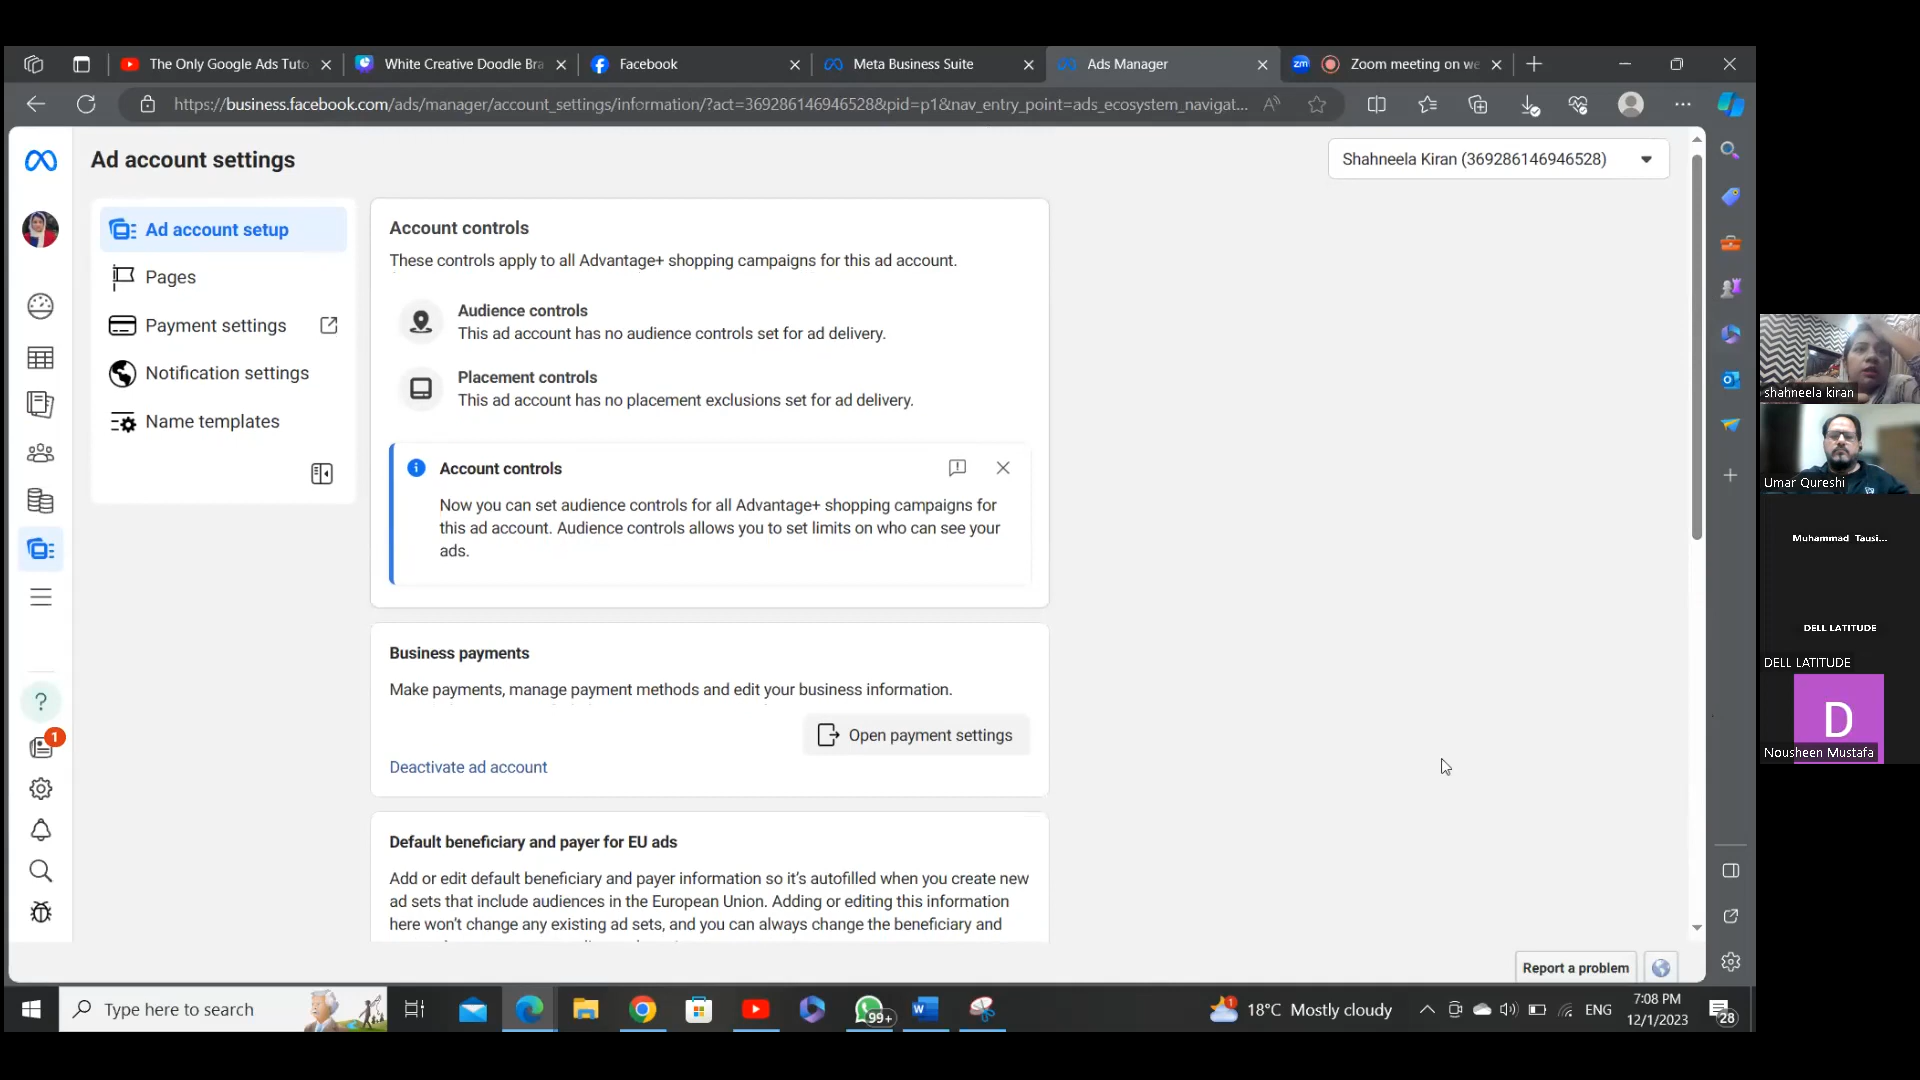 The Only Google Ads Tuto
White Creative Doodle Bra
Facebook
Meta Business Suite
Ads Manager
Zoom meeting on we
https://business.facebook.com/ads/manager/account_settings/information/?act=369286146946528&pid=p1&nav_entry_point=ads_ecosystem_navigat...
Ad account settings
Shahneela Kiran (369286146946528)
Ad account setup
Pages
Payment settings
Notification settings
Name templates
Account controls
These controls apply to all Advantage+ shopping campaigns for this ad account.
Audience controls
This ad account has no audience controls set for ad delivery.
Placement controls
This ad account has no placement exclusions set for ad delivery.
Account controls
Now you can set audience controls for all Advantage+ shopping campaigns for
this ad account. Audience controls allows you to set limits on who can see your
ads.
Business payments
Make payments, manage payment methods and edit your business information.
Open payment settings
Deactivate ad account
Default beneficiary and payer for EU ads
Add or edit default beneficiary and payer information so it's autofilled when you create new
ad sets that include audiences in the European Union. Adding or editing this information
here won't change any existing ad sets, and you can always change the beneficiary and
1
Report a problem
shahneela kiran
Umar Qureshi
Muhammad Tausi...
DELL LATITUDE
DELL LATITUDE
D
Nousheen Mustafa
Type here to search
99+
18°C Mostly cloudy
ENG
7:08 PM
12/1/2023
28